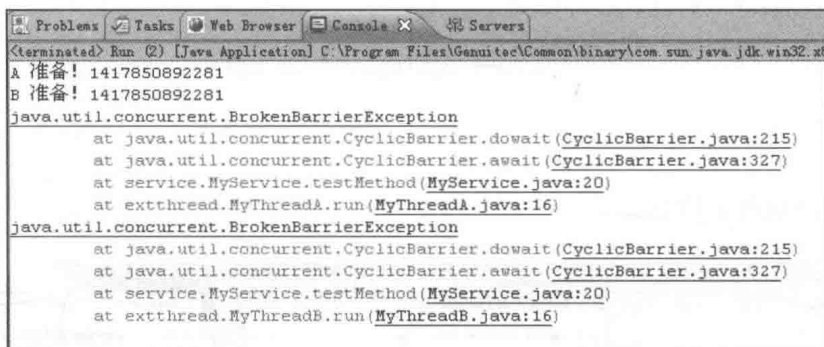 Problems Tasks Web Browser Console Servers
<terminated> Run (2) [Java Application] C:\Program Files\Genuitec\Common\binary\com.sun.java.jdk.win32.x8
A 准备! 1417850892281
B 准备! 1417850892281
java.util.concurrent.BrokenBarrierException
at java.util.concurrent.CyclicBarrier.dowait(CyclicBarrier.java:215)
at java.util.concurrent.CyclicBarrier.await(CyclicBarrier.java:327)
at service.MyService.testMethod(MyService.java:20)
at extthread.MyThreadA.run(MyThreadA.java:16)
java.util.concurrent.BrokenBarrierException
at java.util.concurrent.CyclicBarrier.dowait(CyclicBarrier.java:215)
at java.util.concurrent.CyclicBarrier.await(CyclicBarrier.java:327)
at service.MyService.testMethod(MyService.java:20)
at extthread.MyThreadB.run(MyThreadB.java:16)